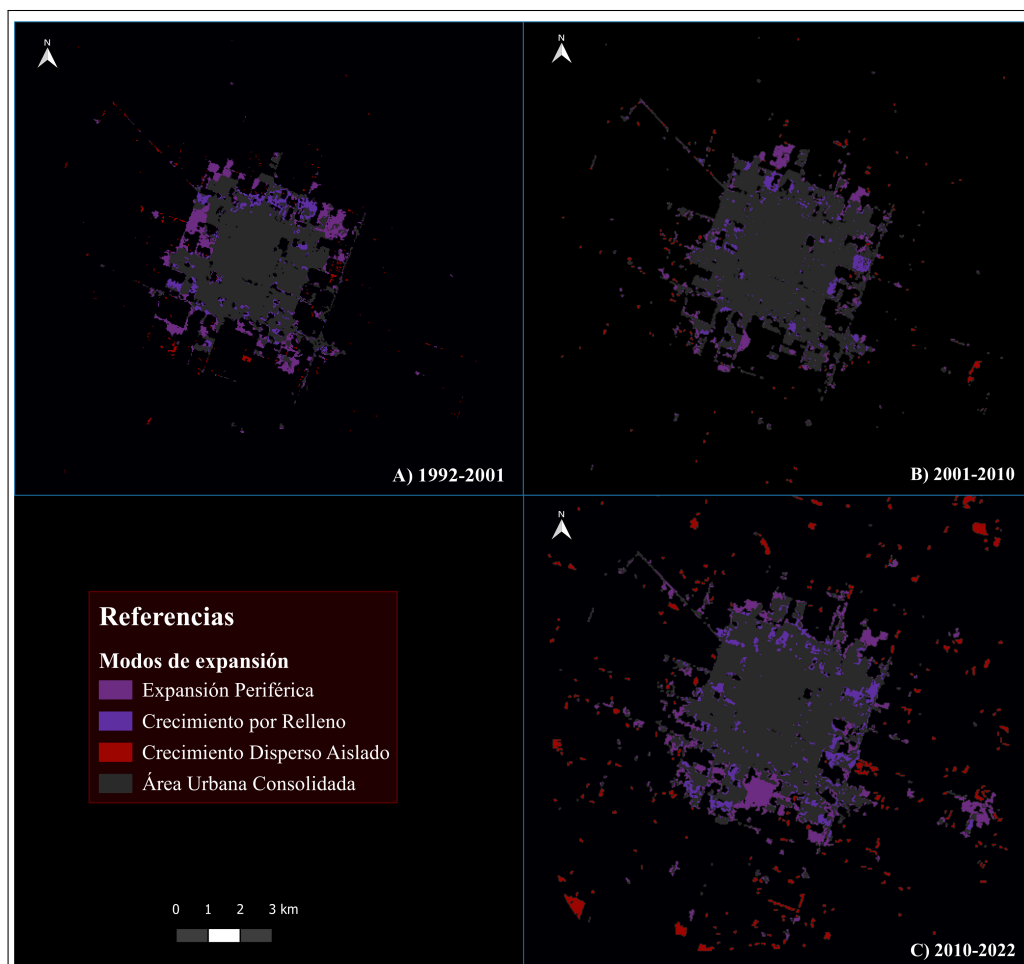 N
N
A) 1992-2001
B) 2001-2010
N
Referencias
Modos de expansión
Expansión Periférica
Crecimiento por Relleno
Crecimiento Disperso Aislado
Área Urbana Consolidada
0 1 2 3 km
C) 2010-2022